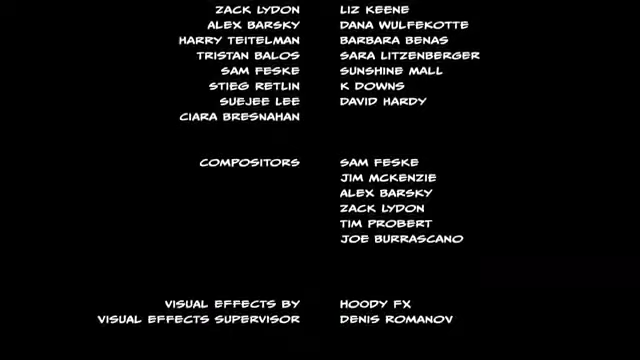 ZACK LYDON LIZ KEENE
ALEX BARSKY DANA WULFEKOTTE
HARRY TEITELMAN BARBARA BENAS
TRISTAN BALOS SARA LITZENBERGER
SAM FESKE SUNSHINE MALL
STIEG RETLIN K DOWNS
SUEJEE LEE DAVID HARDY
CIARA BRESNAHAN
COMPOSITORS SAM FESKE
JIM MCKENZIE
ALEX BARSKY
ZACK LYDON
TIM PROBERT
JOE BURRASCANO
VISUAL EFFECTS BY HOODY FX
VISUAL EFFECTS SUPERVISOR DENIS ROMANOV